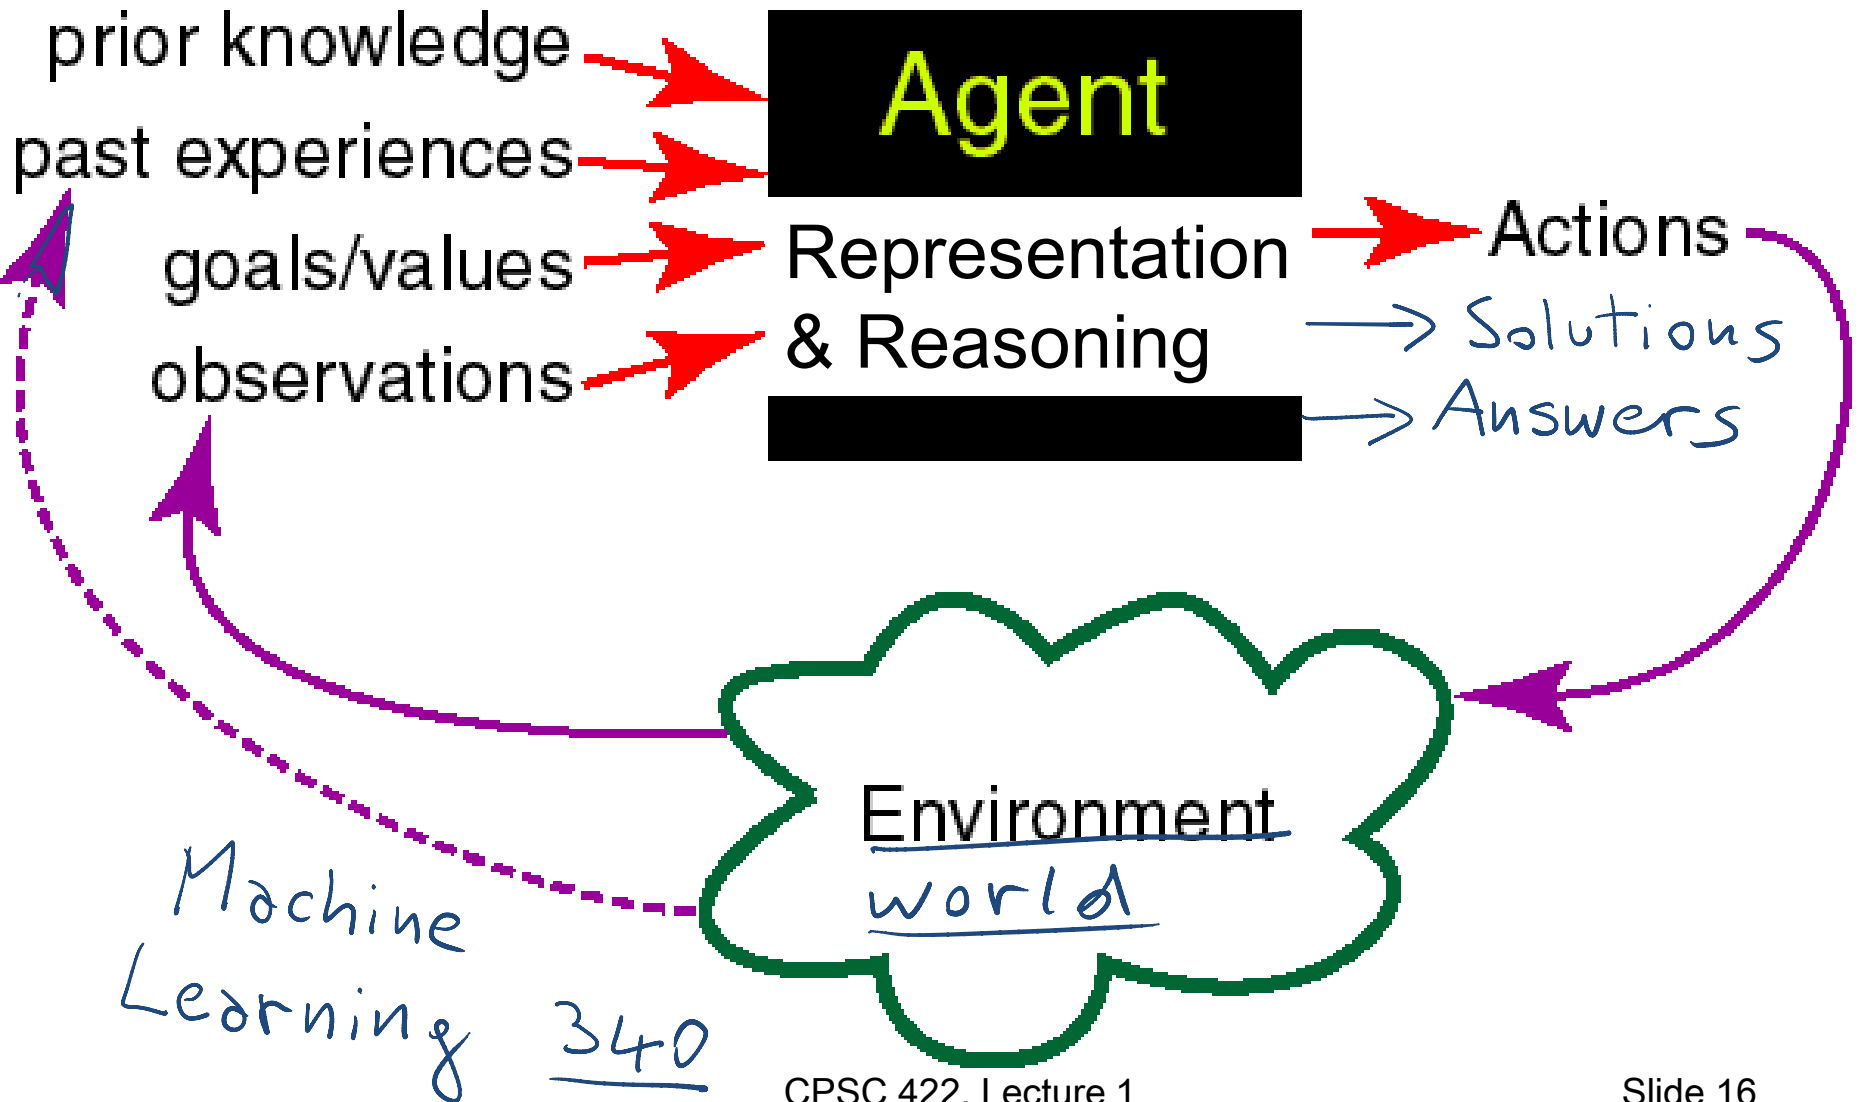 prior knowledge
past experiences
goals/values
observations
Agent
Representation
& Reasoning
Actions
Solutions
Answers
Environment
world
Machine
Learning 340
CPSC 422, Lecture 1
Slide 16